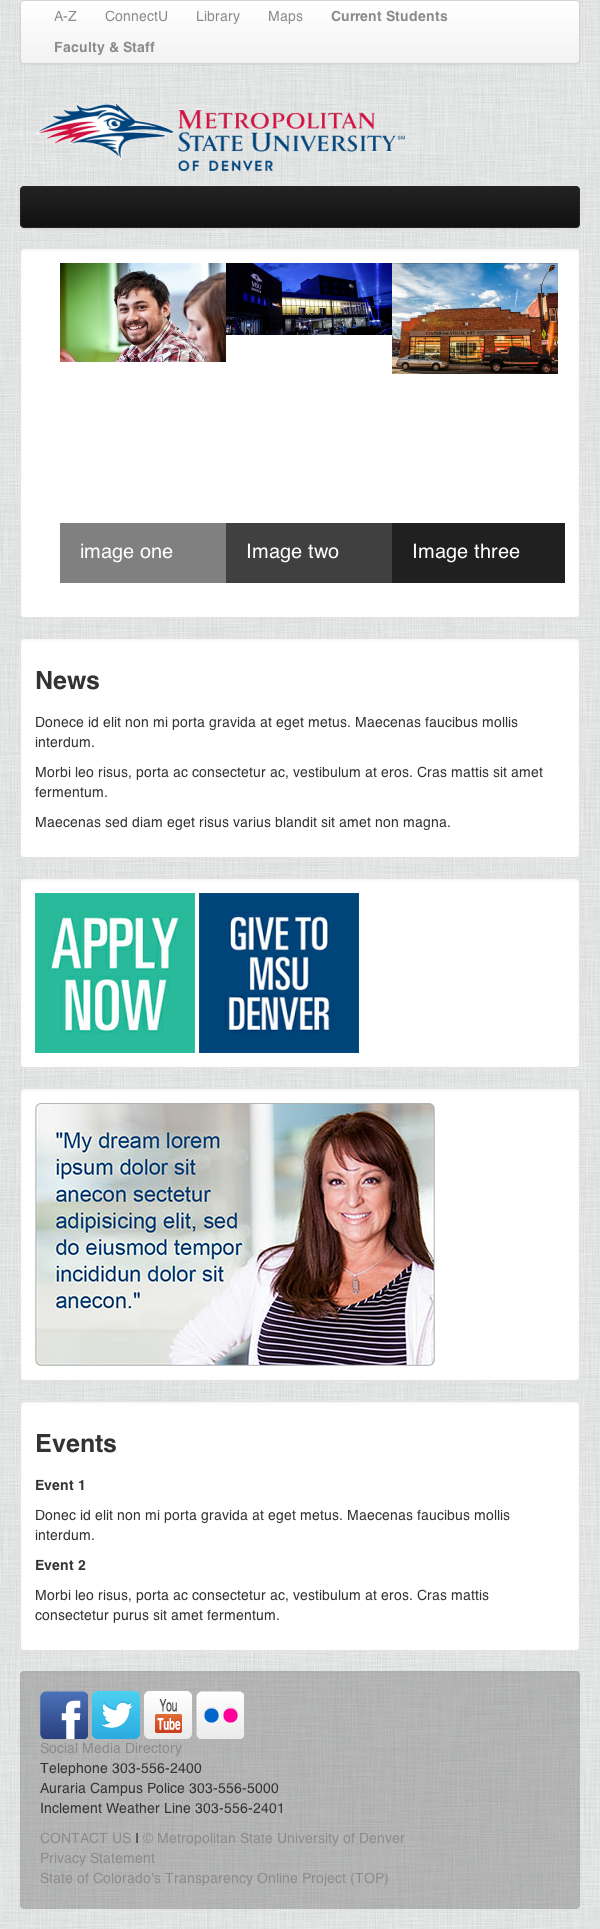 A-Z ConnectU Library Maps Current Students
Faculty & Staff
METROPOLITAN
STATE UNIVERSITY℠
OF DENVER
image one Image two Image three
News
Donece id elit non mi porta gravida at eget metus. Maecenas faucibus mollis
interdum.
Morbi leo risus, porta ac consectetur ac, vestibulum at eros. Cras mattis sit amet
fermentum.
Maecenas sed diam eget risus varius blandit sit amet non magna.
APPLY
NOW
GIVE TO
MSU
DENVER
"My dream lorem
ipsum dolor sit
anecon sectetur
adipisicing elit, sed
do eiusmod tempor
incididun dolor sit
anecon."
Events
Event 1
Donec id elit non mi porta gravida at eget metus. Maecenas faucibus mollis
interdum.
Event 2
Morbi leo risus, porta ac consectetur ac, vestibulum at eros. Cras mattis
consectetur purus sit amet fermentum.
f You
Tube
Social Media Directory
Telephone 303-556-2400
Auraria Campus Police 303-556-5000
Inclement Weather Line 303-556-2401
CONTACT US | © Metropolitan State University of Denver
Privacy Statement
State of Colorado's Transparency Online Project (TOP)